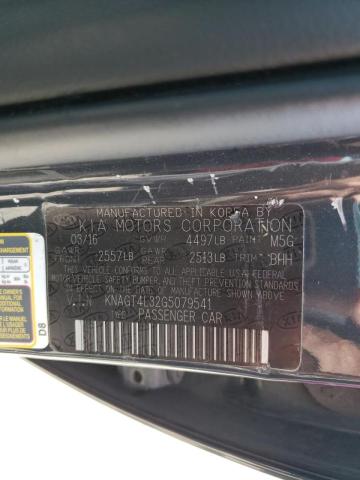 MANUFACTURED IN KOREA BY
KIA MOTORS CORPORATION
03/16 GVWR 4497LB PAINT M5G
GAWR FRONT 2557LB GAWR REAR 2513LB TRIM BHH
THIS VEHICLE CONFORMS TO ALL APPLICABLE U.S.
FEDERAL MOTOR VEHICLE
SAFETY, BUMPER, AND THEFT PREVENTION STANDARDS
IN EFFECT ON THE DATE OF MANUFACTURE SHOWN ABOVE
V.I.N: KNAGT4L32G5079541
TYPE: PASSENGER CAR
D8